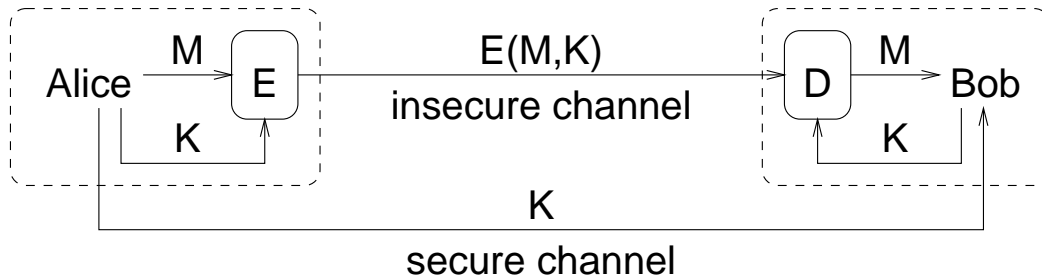 M E(M,K) M
Alice E D Bob
insecure channel
K K
K
secure channel